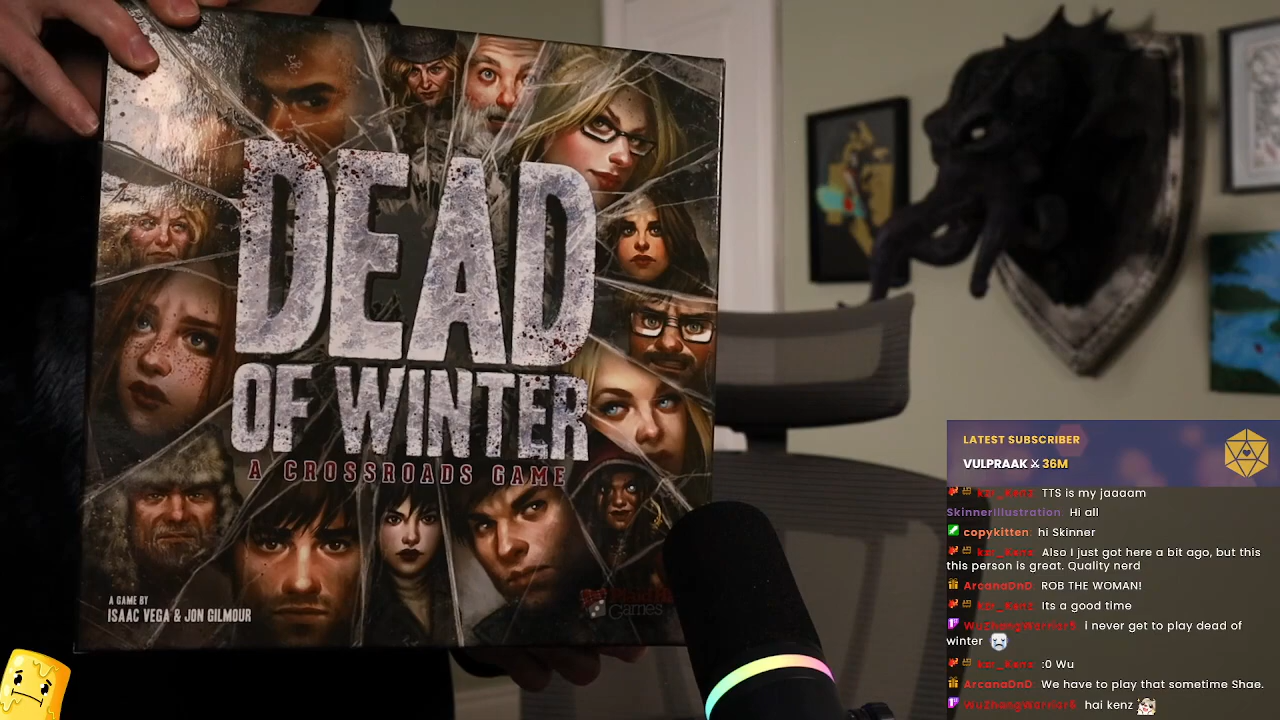 DEAD
OF WINTER
A CROSSROADS GAME
A GAME BY
ISAAC VEGA & JON GILMOUR
Games
LATEST SUBSCRIBER
VULPRAAK ⚔ 36M
TTS is my jaaaam
SkinnerIllustration Hi all
copykitten: hi Skinner
Also I just got here a bit ago, but this
this person is great. Quality nerd
ArcanaDnD: ROB THE WOMAN!
Its a good time
WuZhangWarrior5 i never get to play dead of
winter
:0 Wu
ArcanaDnD: We have to play that sometime Shae.
WuZhangWarrior5 hai kenz